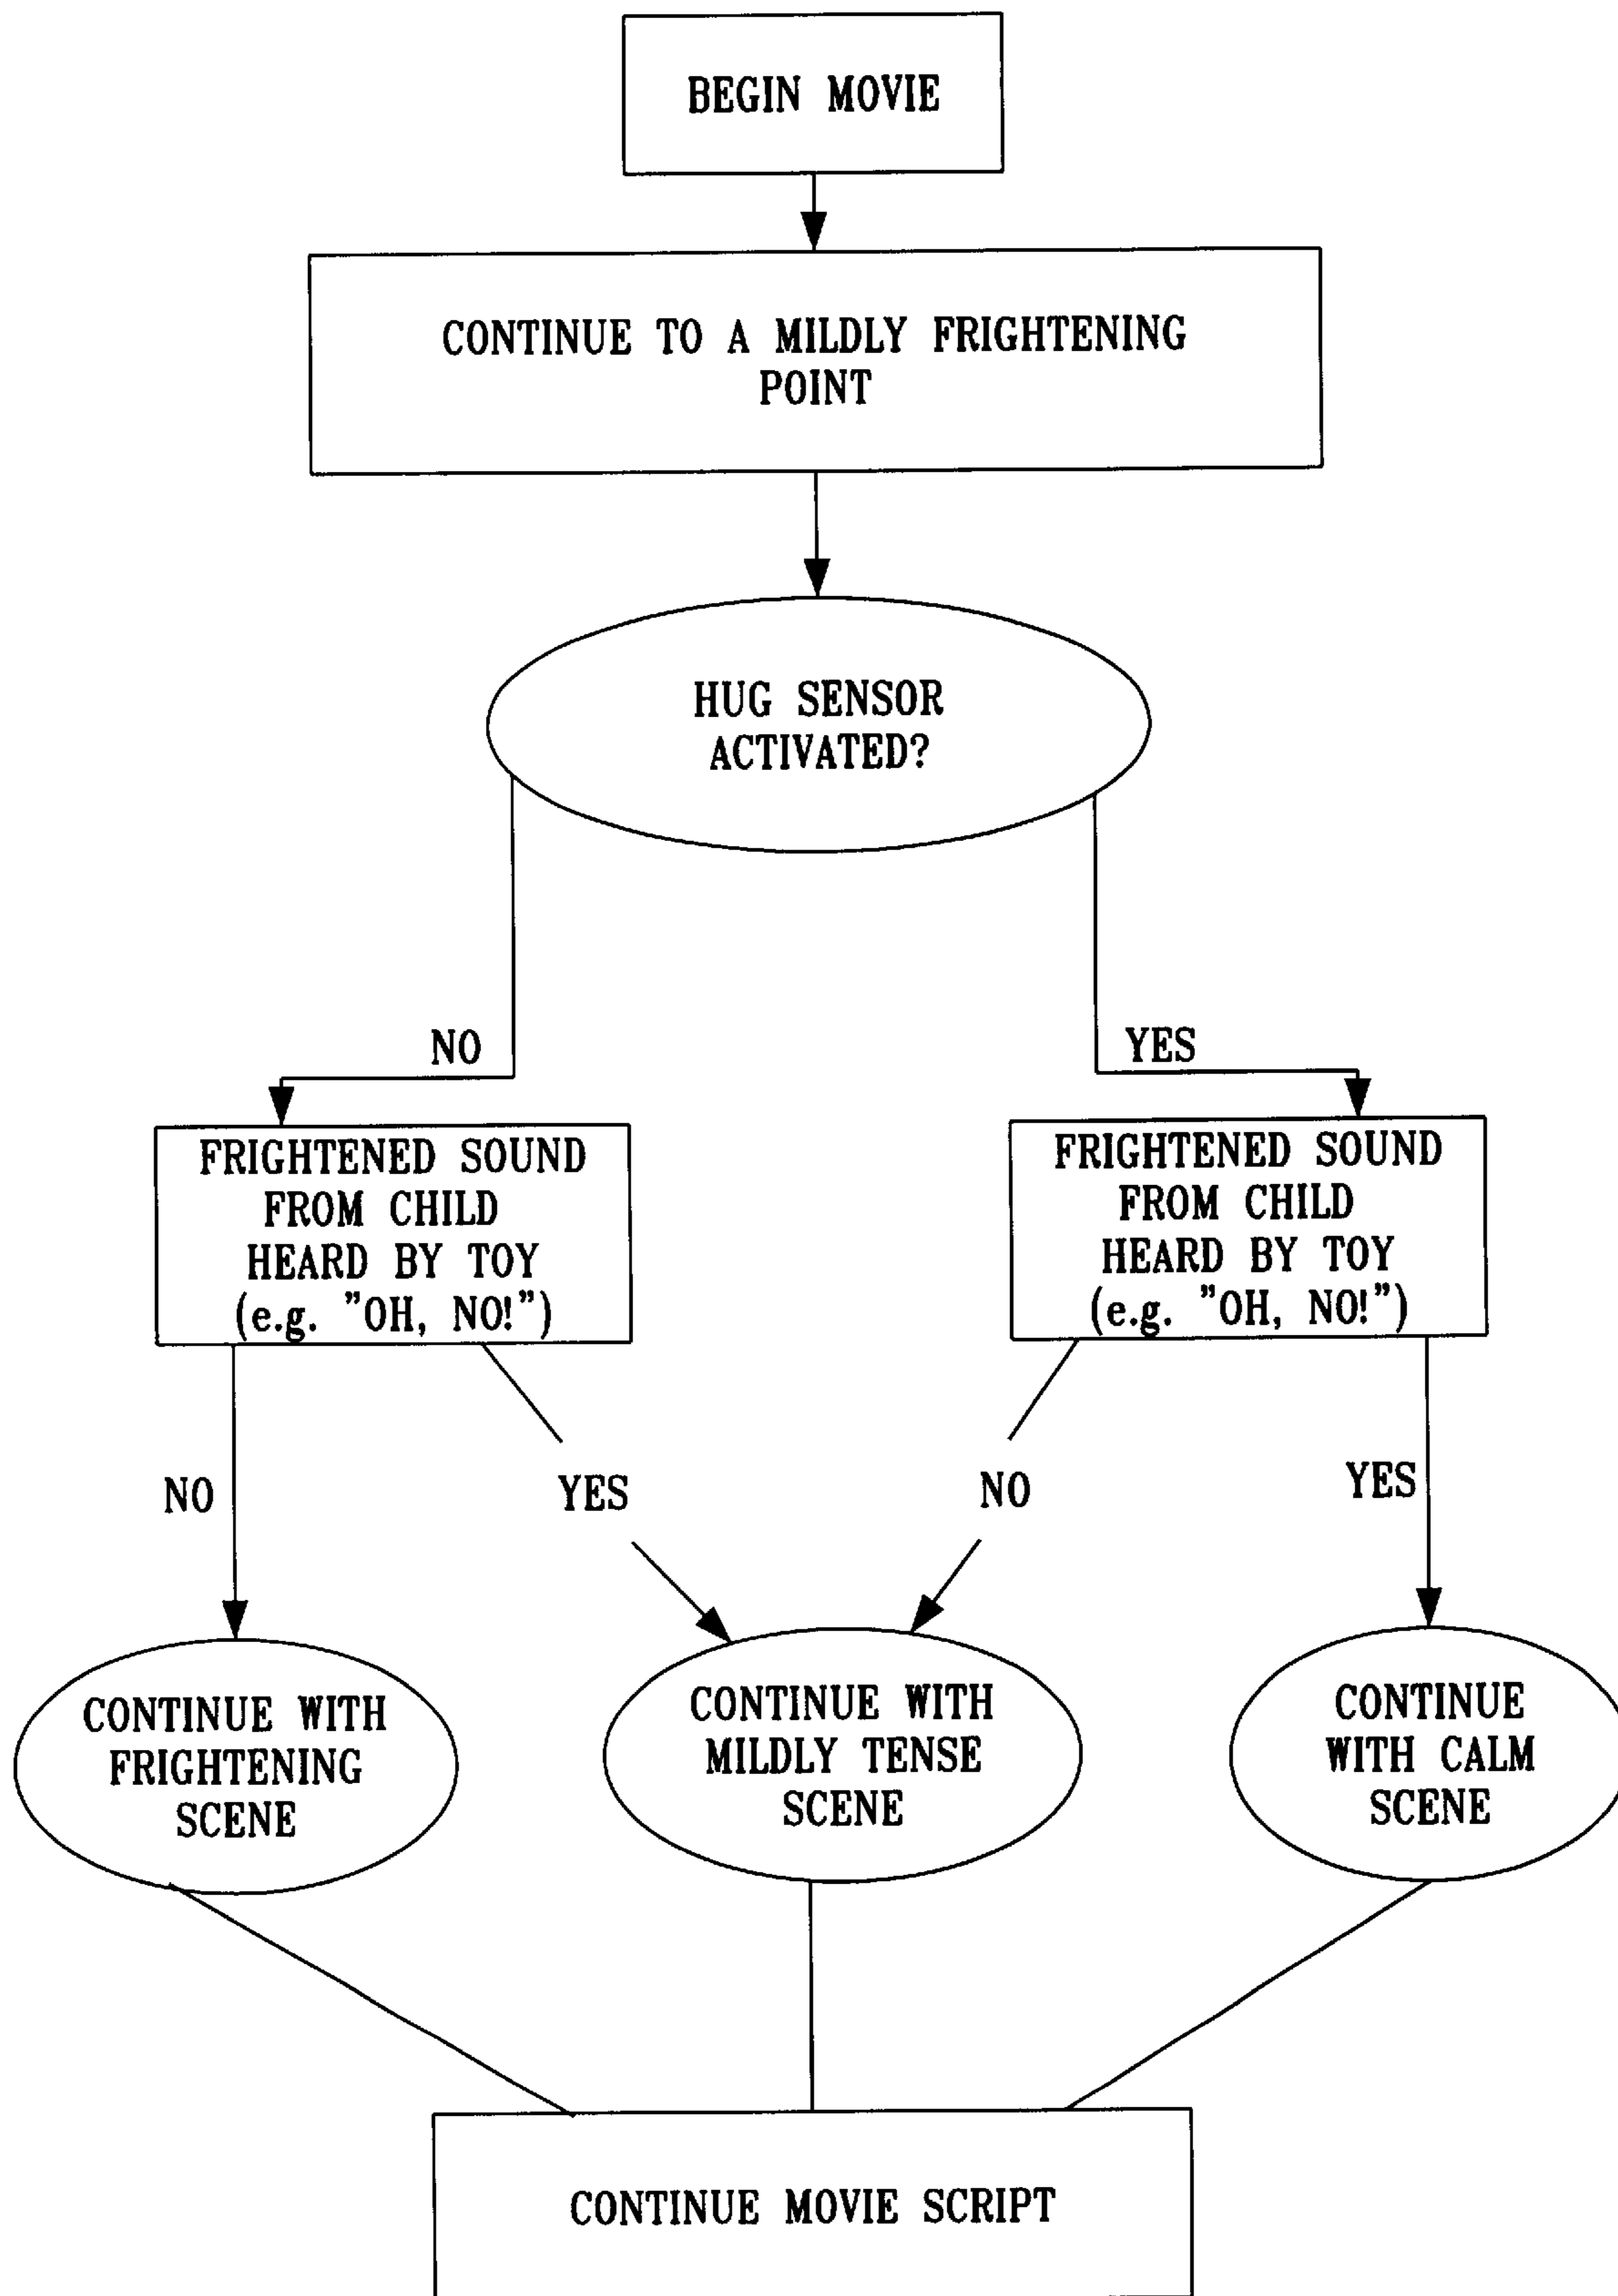 BEGIN MOVIE
CONTINUE TO A MILDLY FRIGHTENING
POINT
HUG SENSOR
ACTIVATED?
NO
YES
FRIGHTENED SOUND
FROM CHILD
HEARD BY TOY
(e.g. "OH, NO!")
FRIGHTENED SOUND
FROM CHILD
HEARD BY TOY
(e.g. "OH, NO!")
NO
YES
NO
YES
CONTINUE WITH
FRIGHTENING
SCENE
CONTINUE WITH
MILDLY TENSE
SCENE
CONTINUE
WITH CALM
SCENE
CONTINUE MOVIE SCRIPT